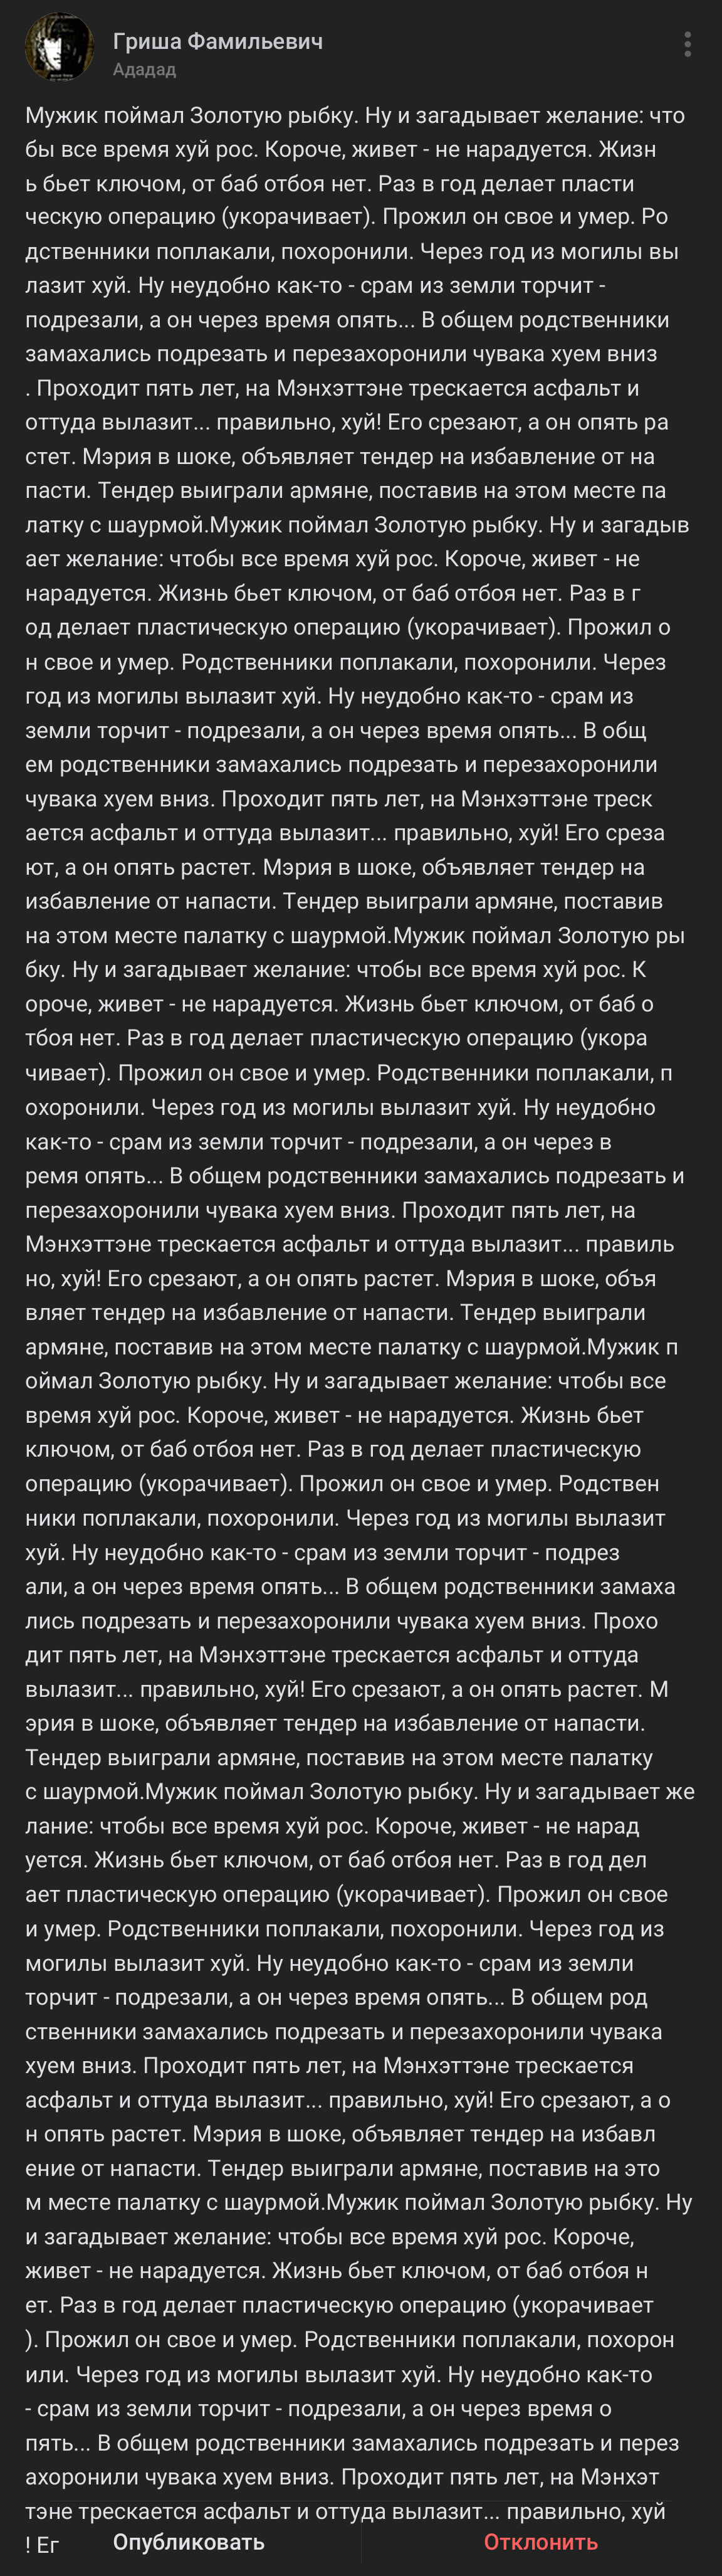 Гриша Фамильевич
Ададад
Мужик поймал Золотую рыбку. Ну и загадывает желание: что
бы все время хуй рос. Короче, живет - не нарадуется. Жизн
ь бьет ключом, от баб отбоя нет. Раз в год делает пласти
ческую операцию (укорачивает). Прожил он свое и умер. Ро
дственники поплакали, похоронили. Через год из могилы вы
лазит хуй. Ну неудобно как-то - срам из земли торчит -
подрезали, а он через время опять... В общем родственники
замахались подрезать и перезахоронили чувака хуем вниз
. Проходит пять лет, на Мэнхэттэне трескается асфальт и
оттуда вылазит... правильно, хуй! Его срезают, а он опять ра
стет. Мэрия в шоке, объявляет тендер на избавление от на
пасти. Тендер выиграли армяне, поставив на этом месте па
латку с шаурмой.Мужик поймал Золотую рыбку. Ну и загадыв
ает желание: чтобы все время хуй рос. Короче, живет - не
нарадуется. Жизнь бьет ключом, от баб отбоя нет. Раз в г
од делает пластическую операцию (укорачивает). Прожил о
н свое и умер. Родственники поплакали, похоронили. Через
год из могилы вылазит хуй. Ну неудобно как-то - срам из
земли торчит - подрезали, а он через время опять... В общ
ем родственники замахались подрезать и перезахоронили
чувака хуем вниз. Проходит пять лет, на Мэнхэттэне треск
ается асфальт и оттуда вылазит... правильно, хуй! Его среза
ют, а он опять растет. Мэрия в шоке, объявляет тендер на
избавление от напасти. Тендер выиграли армяне, поставив
на этом месте палатку с шаурмой.Мужик поймал Золотую ры
бку. Ну и загадывает желание: чтобы все время хуй рос. К
ороче, живет - не нарадуется. Жизнь бьет ключом, от баб о
тбоя нет. Раз в год делает пластическую операцию (укора
чивает). Прожил он свое и умер. Родственники поплакали, п
охоронили. Через год из могилы вылазит хуй. Ну неудобно
как-то - срам из земли торчит - подрезали, а он через в
ремя опять... В общем родственники замахались подрезать и
перезахоронили чувака хуем вниз. Проходит пять лет, на
Мэнхэттэне трескается асфальт и оттуда вылазит... правиль
но, хуй! Его срезают, а он опять растет. Мэрия в шоке, объя
вляет тендер на избавление от напасти. Тендер выиграли
армяне, поставив на этом месте палатку с шаурмой.Мужик п
оймал Золотую рыбку. Ну и загадывает желание: чтобы все
время хуй рос. Короче, живет - не нарадуется. Жизнь бьет
ключом, от баб отбоя нет. Раз в год делает пластическую
операцию (укорачивает). Прожил он свое и умер. Родствен
ники поплакали, похоронили. Через год из могилы вылазит
хуй. Ну неудобно как-то - срам из земли торчит - подрез
али, а он через время опять... В общем родственники замаха
лись подрезать и перезахоронили чувака хуем вниз. Прохо
дит пять лет, на Мэнхэттэне трескается асфальт и оттуда
вылазит... правильно, хуй! Его срезают, а он опять растет. М
эрия в шоке, объявляет тендер на избавление от напасти.
Тендер выиграли армяне, поставив на этом месте палатку
с шаурмой.Мужик поймал Золотую рыбку. Ну и загадывает же
лание: чтобы все время хуй рос. Короче, живет - не нарад
уется. Жизнь бьет ключом, от баб отбоя нет. Раз в год дел
ает пластическую операцию (укорачивает). Прожил он свое
и умер. Родственники поплакали, похоронили. Через год из
могилы вылазит хуй. Ну неудобно как-то - срам из земли
торчит - подрезали, а он через время опять... В общем род
ственники замахались подрезать и перезахоронили чувака
хуем вниз. Проходит пять лет, на Мэнхэттэне трескается
асфальт и оттуда вылазит... правильно, хуй! Его срезают, а о
н опять растет. Мэрия в шоке, объявляет тендер на избавл
ение от напасти. Тендер выиграли армяне, поставив на это
м месте палатку с шаурмой.Мужик поймал Золотую рыбку. Ну
и загадывает желание: чтобы все время хуй рос. Короче,
живет - не нарадуется. Жизнь бьет ключом, от баб отбоя н
ет. Раз в год делает пластическую операцию (укорачивает
). Прожил он свое и умер. Родственники поплакали, похорон
или. Через год из могилы вылазит хуй. Ну неудобно как-то
- срам из земли торчит - подрезали, а он через время о
пять... В общем родственники замахались подрезать и перез
ахоронили чувака хуем вниз. Проходит пять лет, на Мэнхэт
тэне трескается асфальт и оттуда вылазит... правильно, хуй
! Ег
Опубликовать
Отклонить